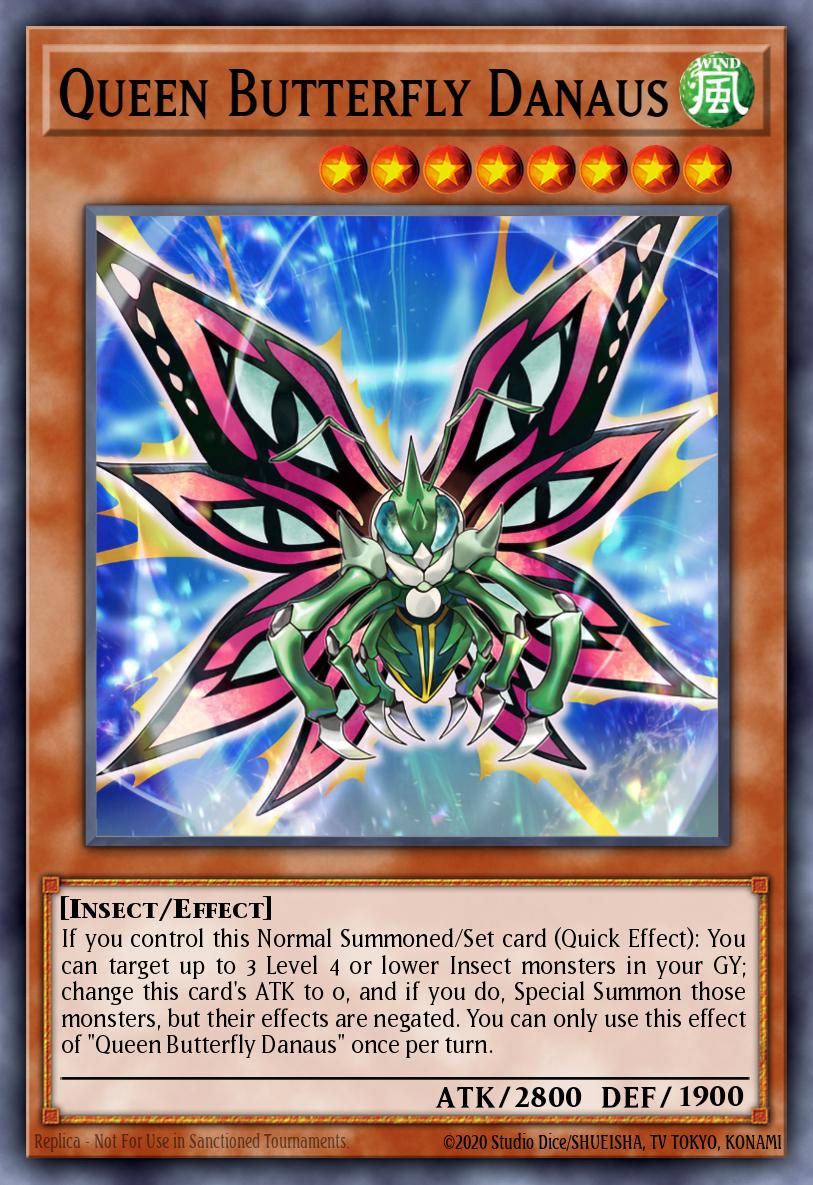 Queen Butterfly Danaus
WIND
風
[Insect/Effect]
If you control this Normal Summoned/Set card (Quick Effect): You
can target up to 3 Level 4 or lower Insect monsters in your GY;
change this card's ATK to 0, and if you do, Special Summon those
monsters, but their effects are negated. You can only use this effect
of "Queen Butterfly Danaus" once per turn.
ATK/2800 DEF/1900
Replica - Not For Use in Sanctioned Tournaments.
©2020 Studio Dice/SHUEISHA, TV TOKYO, KONAMI